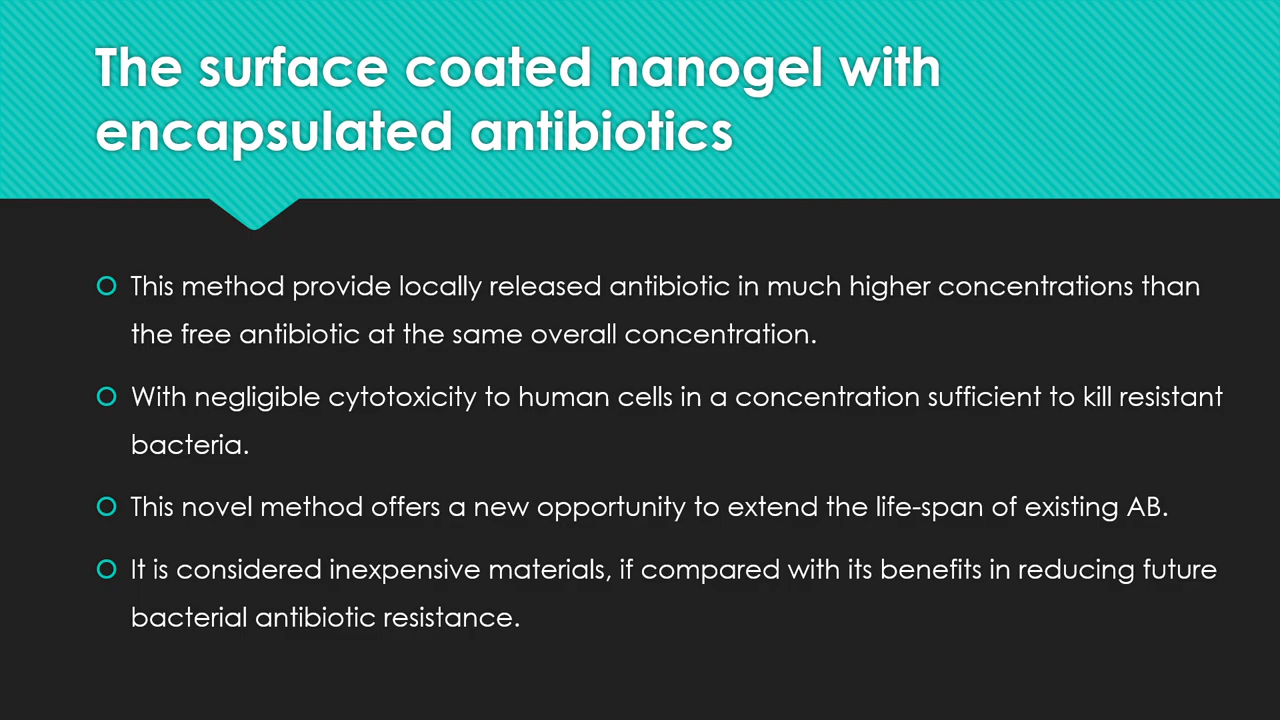 The surface coated nanogel with
encapsulated antibiotics
This method provide locally released antibiotic in much higher concentrations than
the free antibiotic at the same overall concentration.
With negligible cytotoxicity to human cells in a concentration sufficient to kill resistant
bacteria.
This novel method offers a new opportunity to extend the life-span of existing AB.
It is considered inexpensive materials, if compared with its benefits in reducing future
bacterial antibiotic resistance.